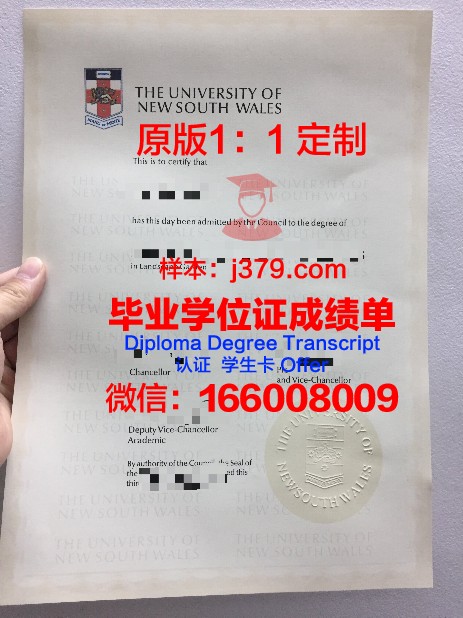 THE UNIVERSITY OF
NEW SOUTH WALES
原版1：1 定制
This is to certify that
has this day been admitted by the Council to the degree of
样本：j379.com
毕业学位证成绩单
Diploma Degree Transcript
认证 学生卡 Offer
Chancellor
and Vice-Chancellor
微信：166008009
Deputy Vice-Chancellor
Academic
By authority of the Council, the Seal of
the
this
THE UNIVERSITY OF
NEW SOUTH WALES